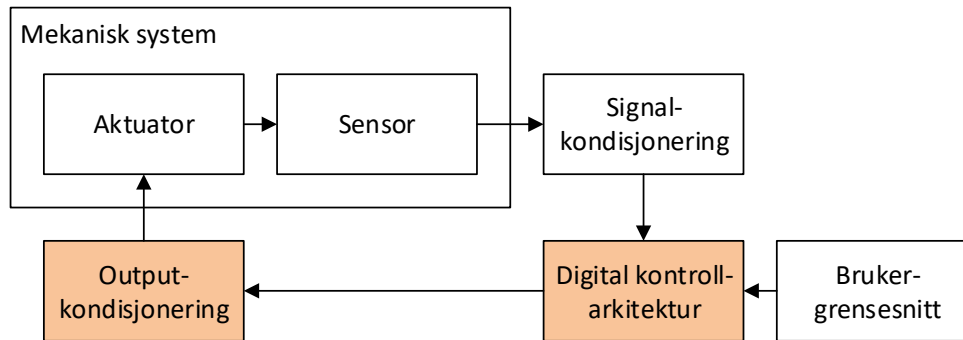 Mekanisk system
Aktuator
Sensor
Signal-
kondisjonering
Output-
kondisjonering
Digital kontroll-
arkitektur
Bruker-
grensesnitt